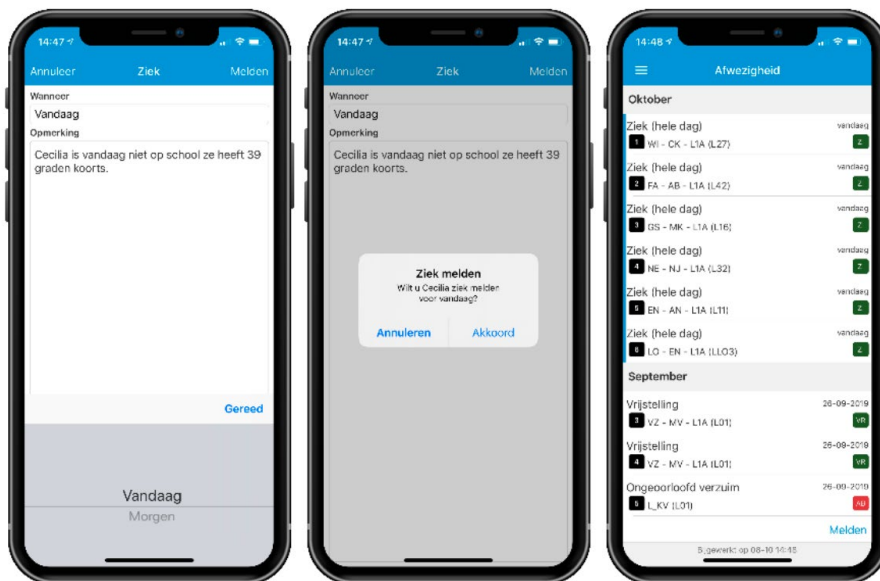 14:47
Annuleer Ziek Melden
Wanneer
Vandaag
Opmerking
Cecilia is vandaag niet op school ze heeft 39
graden koorts.
Gereed
Vandaag
Morgen
14:47
Annuleer Ziek Melden
Wanneer
Vandaag
Opmerking
Cecilia is vandaag niet op school ze heeft 39
graden koorts.
Ziek melden
Wilt u Cecilia ziek melden
voor vandaag?
Annuleren Akkoord
14:48
Afwezigheid
Oktober
Ziek (hele dag) vandaag
1 WI - CK - L1A (L27) Z
Ziek (hele dag) vandaag
2 FA - AB - L1A (L42) Z
Ziek (hele dag) vandaag
3 GS - MK - L1A (L16) Z
Ziek (hele dag) vandaag
4 NE - NJ - L1A (L32) Z
Ziek (hele dag) vandaag
5 EN - AN - L1A (L11) Z
Ziek (hele dag) vandaag
6 LO - EN - L1A (LLO3) Z
September
Vrijstelling 26-09-2019
3 VZ - MV - L1A (L01) VR
Vrijstelling 26-09-2019
4 VZ - MV - L1A (L01) VR
Ongeoorloofd verzuim 26-09-2019
5 L_KV (L01)
Melden
Bijgewerkt op 08-10 14:48